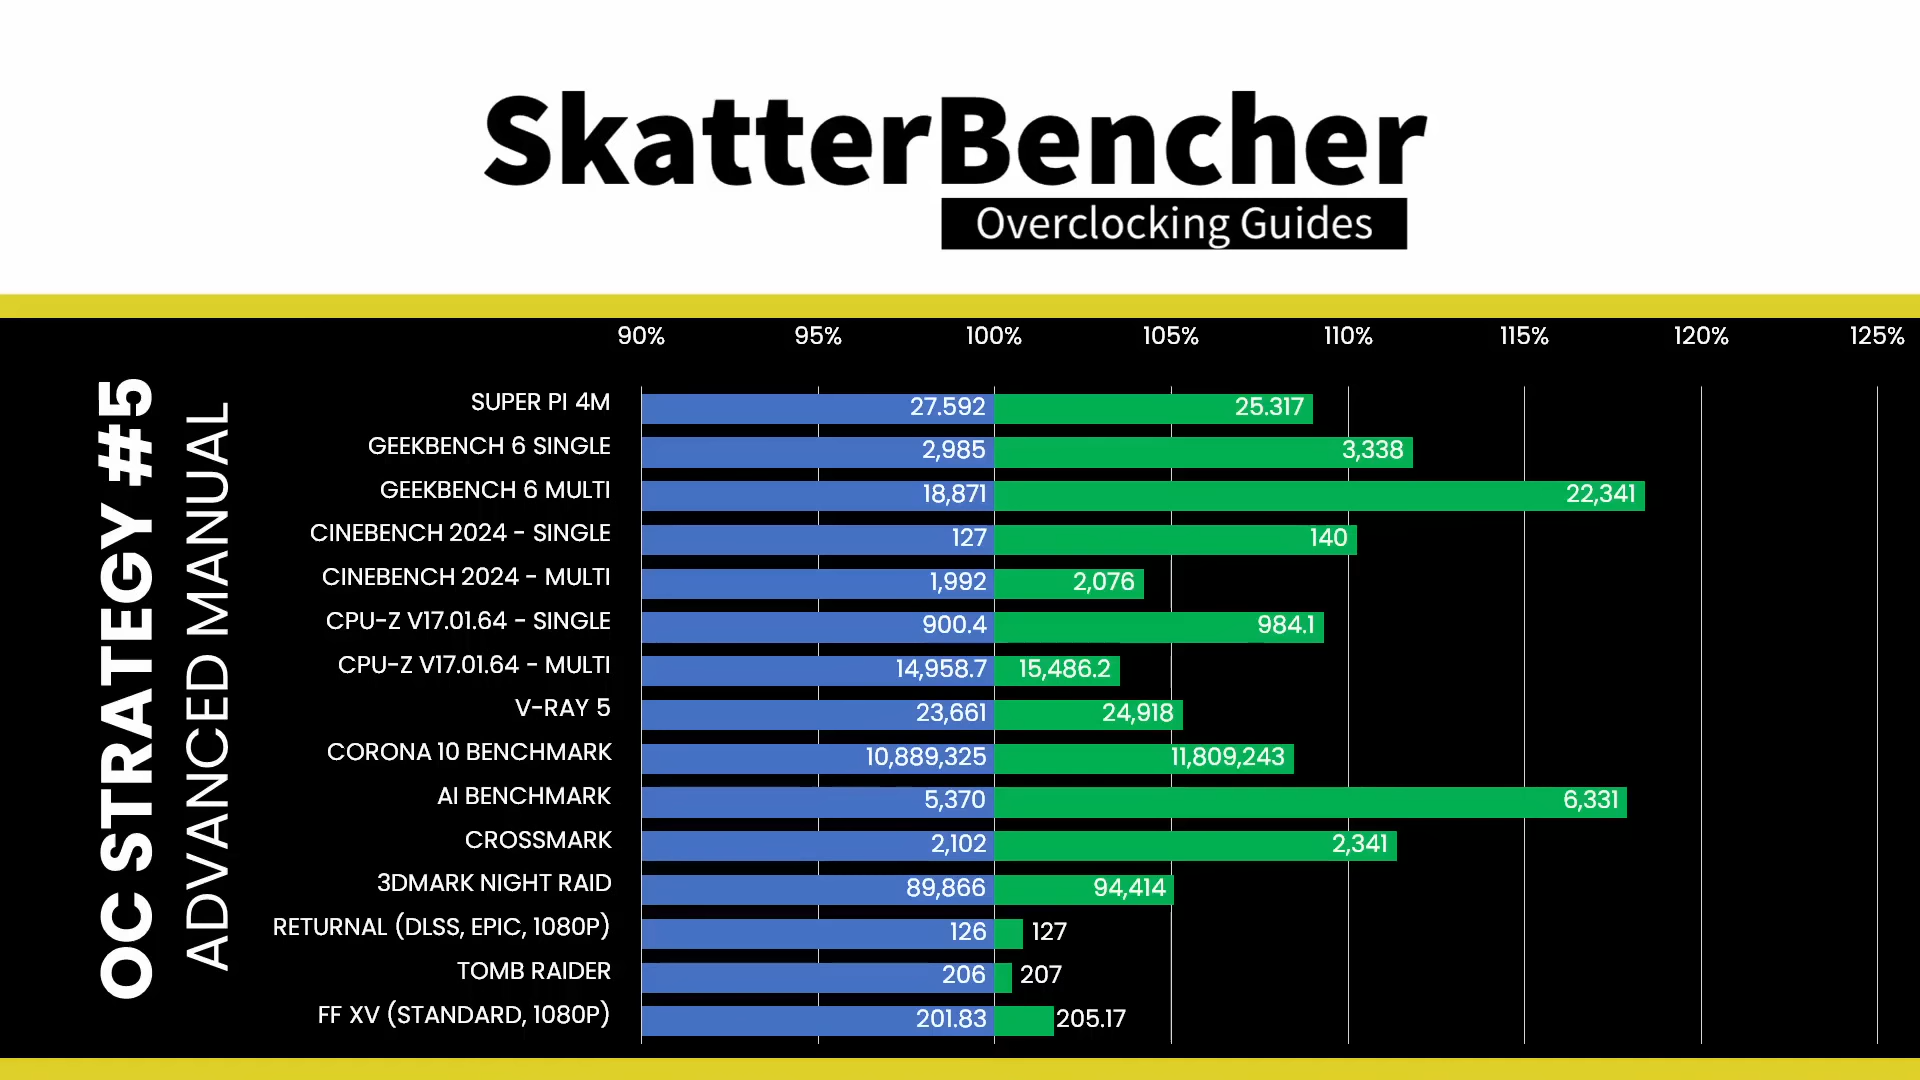 SkatterBencher
Overclocking Guides
90% 95% 100% 105% 110% 115% 120% 125%
OC STRATEGY #5
ADVANCED MANUAL
SUPER PI 4M 27.592 25.317
GEEKBENCH 6 SINGLE 2,985 3,338
GEEKBENCH 6 MULTI 18,871 22,341
CINEBENCH 2024 - SINGLE 127 140
CINEBENCH 2024 - MULTI 1,992 2,076
CPU-Z V17.01.64 - SINGLE 900.4 984.1
CPU-Z V17.01.64 - MULTI 14,958.7 15,486.2
V-RAY 5 23,661 24,918
CORONA 10 BENCHMARK 10,889,325 11,809,243
AI BENCHMARK 5,370 6,331
CROSSMARK 2,102 2,341
3DMARK NIGHT RAID 89,866 94,414
RETURNAL (DLSS, EPIC, 1080P) 126 127
TOMB RAIDER 206 207
FF XV (STANDARD, 1080P) 201.83 205.17